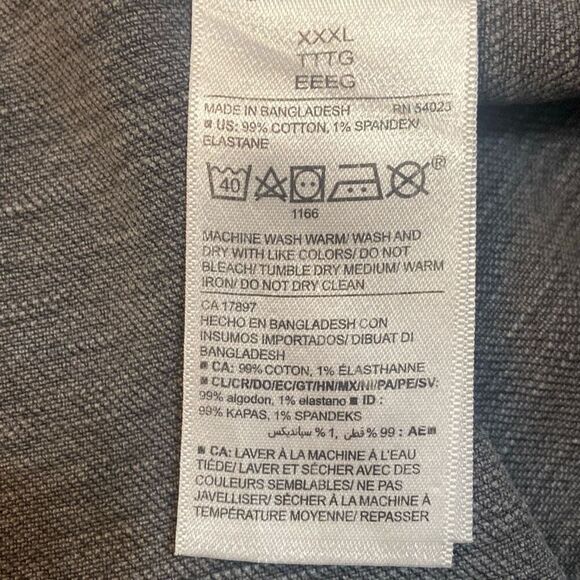 XXXL
TTTG
EEEG
MADE IN BANGLADESH RN 54023
■ US: 99% COTTON, 1% SPANDEX/
ELASTANE
40
®
1166
MACHINE WASH WARM/ WASH AND
DRY WITH LIKE COLORS/ DO NOT
BLEACH/ TUMBLE DRY MEDIUM/ WARM
IRON/ DO NOT DRY CLEAN
CA 17897
HECHO EN BANGLADESH CON
INSUMOS IMPORTADOS/ DIBUAT DI
BANGLADESH
■ CA: 99% COTON, 1% ÉLASTHANNE
■ CL/CR/DO/EC/GT/HN/MX/NI/PA/PE/SV:
99% algodon, 1% elastano ■ ID :
99% KAPAS, 1% SPANDEKS
■ AE : 99 % قطن, 1 % سباندیکس
■ CA: LAVER À LA MACHINE À L'EAU
TIÈDE/ LAVER ET SÉCHER AVEC DES
COULEURS SEMBLABLES/ NE PAS
JAVELLISER/ SÉCHER À LA MACHINE À
TEMPÉRATURE MOYENNE/ REPASSER